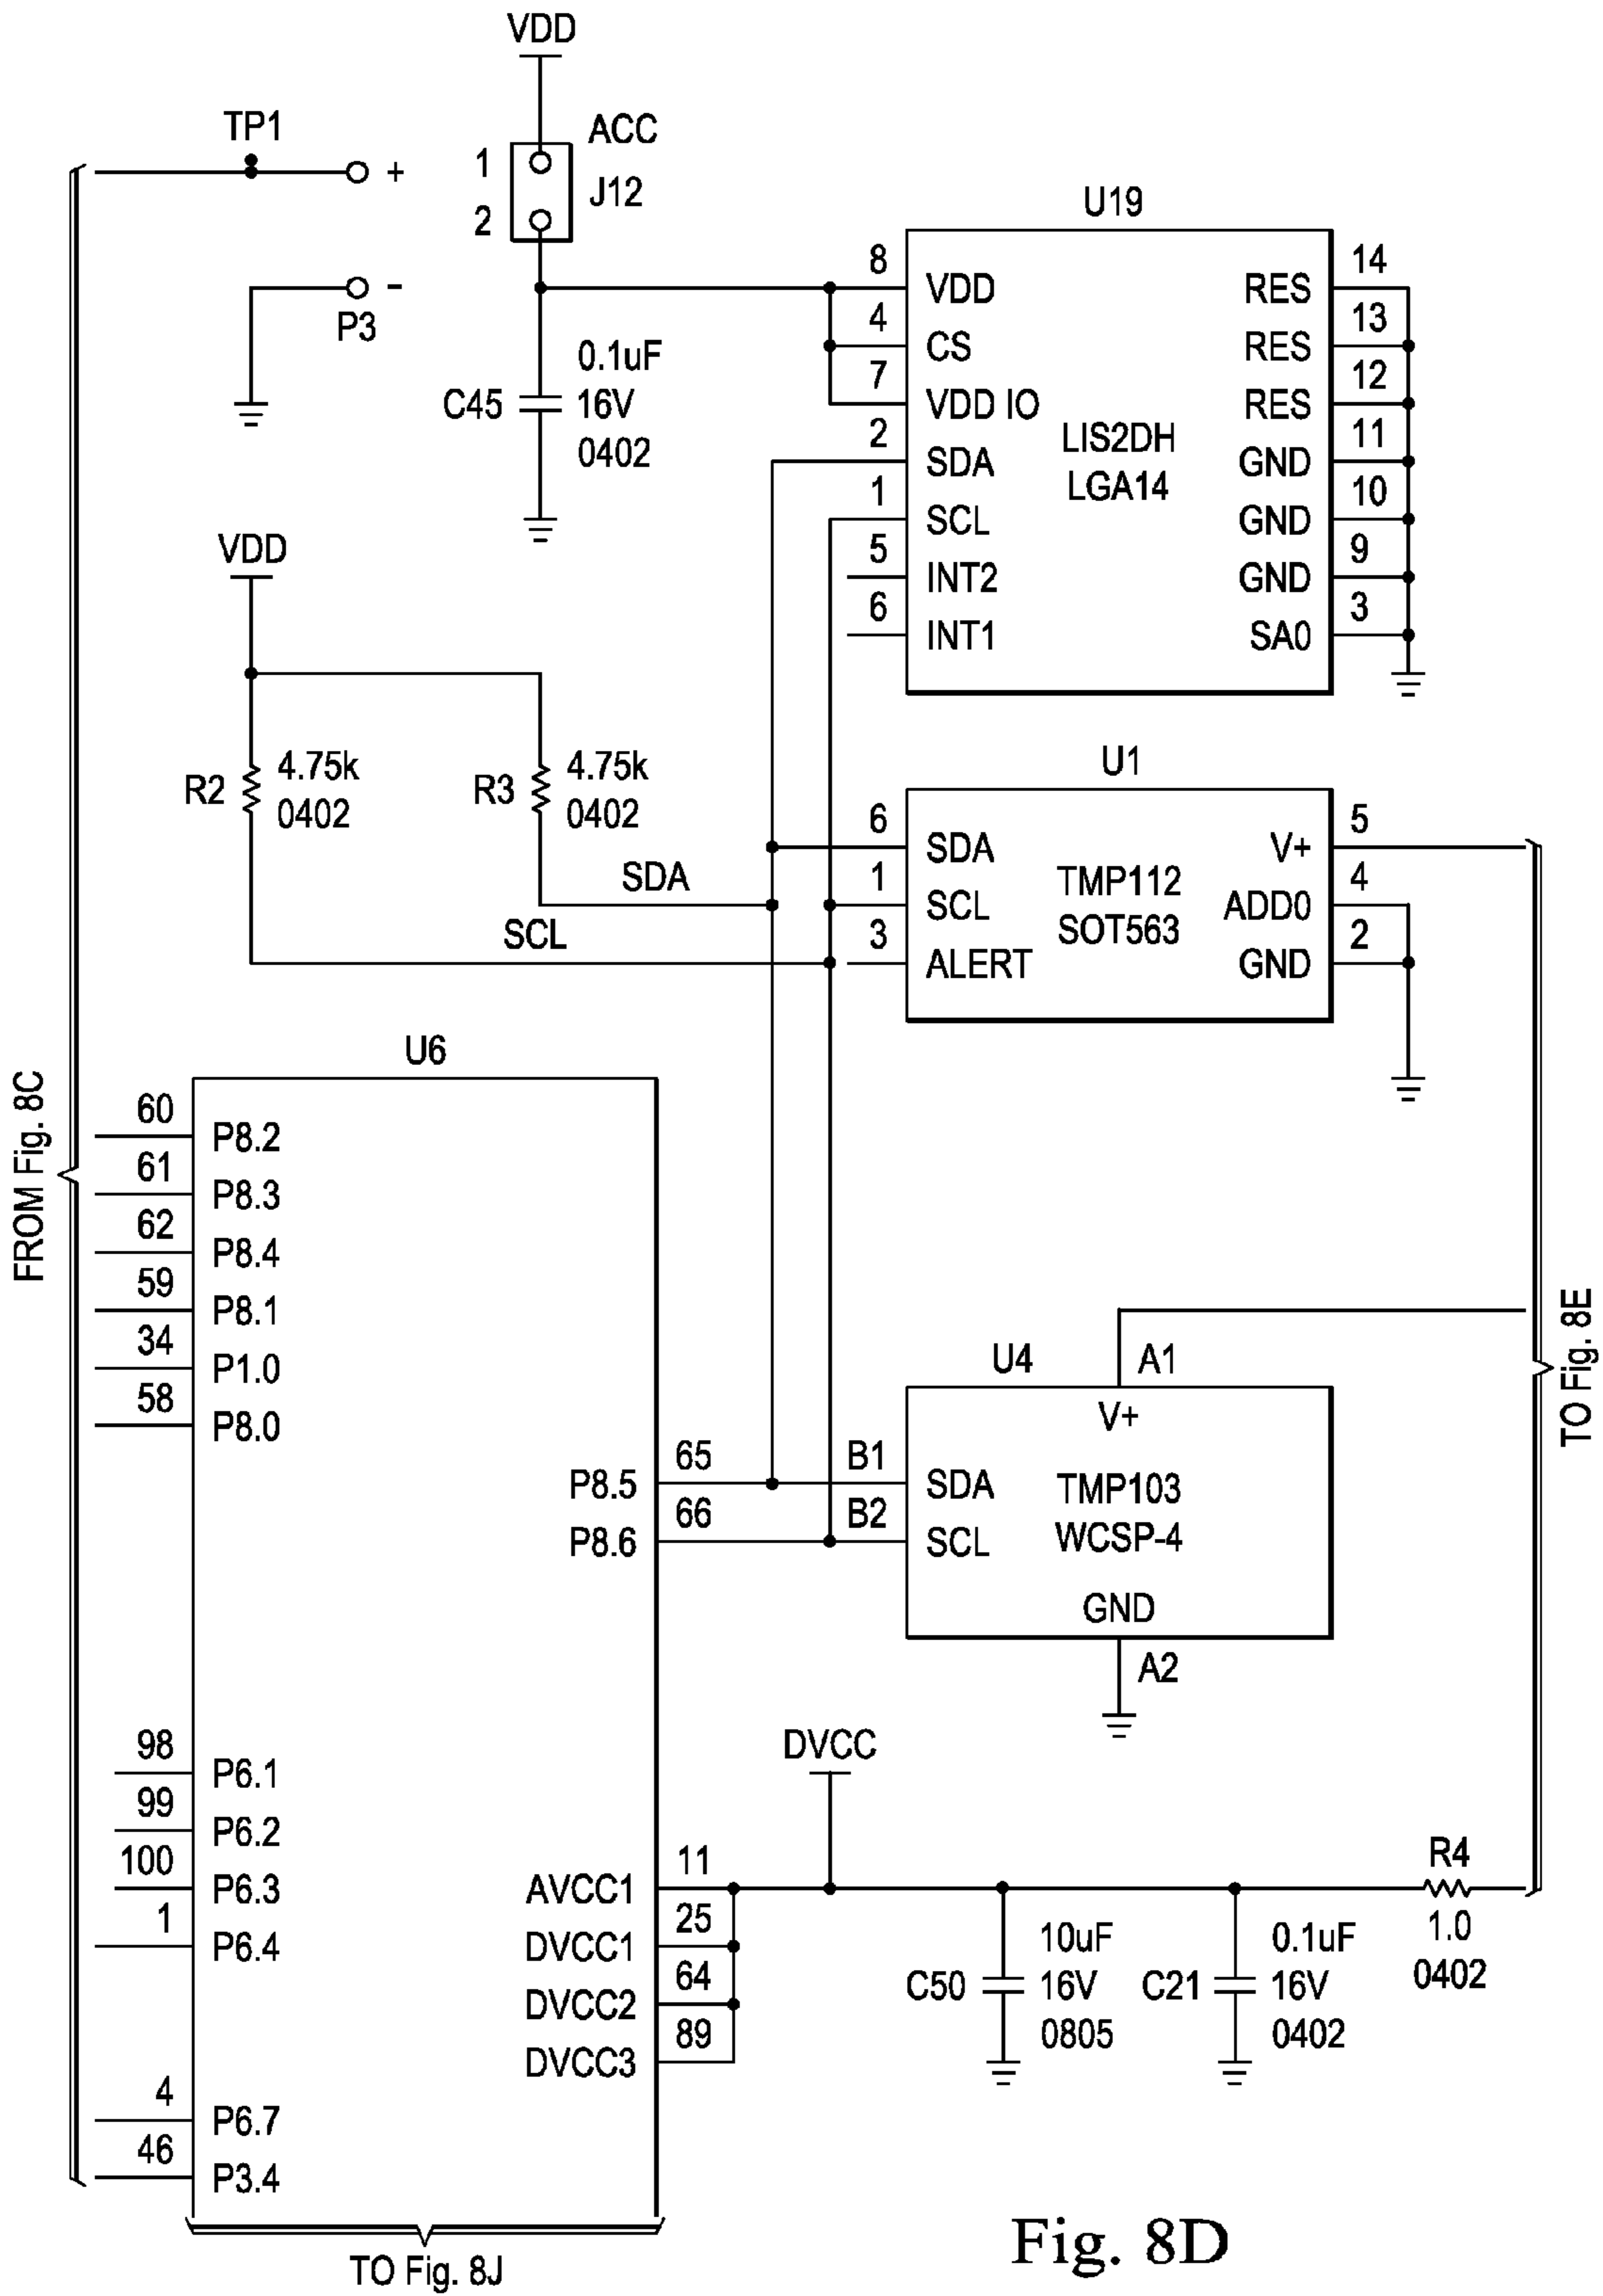 VDD
TP1
+
1
2
ACC
J12
-
P3
C45
0.1uF
16V
0402
U19
8 VDD
4 CS
7 VDD IO
2 SDA
1 SCL
5 INT2
6 INT1
LIS2DH
LGA14
RES 14
RES 13
RES 12
GND 11
GND 10
GND 9
SA0 3
VDD
R2
4.75k
0402
R3
4.75k
0402
SDA
SCL
U1
6 SDA
1 SCL
3 ALERT
TMP112
SOT563
V+ 5
ADD0 4
GND 2
FROM Fig. 8C
U6
60 P8.2
61 P8.3
62 P8.4
59 P8.1
34 P1.0
58 P8.0
P8.5 65
P8.6 66
98 P6.1
99 P6.2
100 P6.3
1 P6.4
AVCC1 11
DVCC1 25
DVCC2 64
DVCC3 89
4 P6.7
46 P3.4
U4
A1
V+
B1 SDA
B2 SCL
TMP103
WCSP-4
GND
A2
TO Fig. 8E
DVCC
C50
10uF
16V
0805
C21
0.1uF
16V
0402
R4
1.0
0402
TO Fig. 8J
Fig. 8D